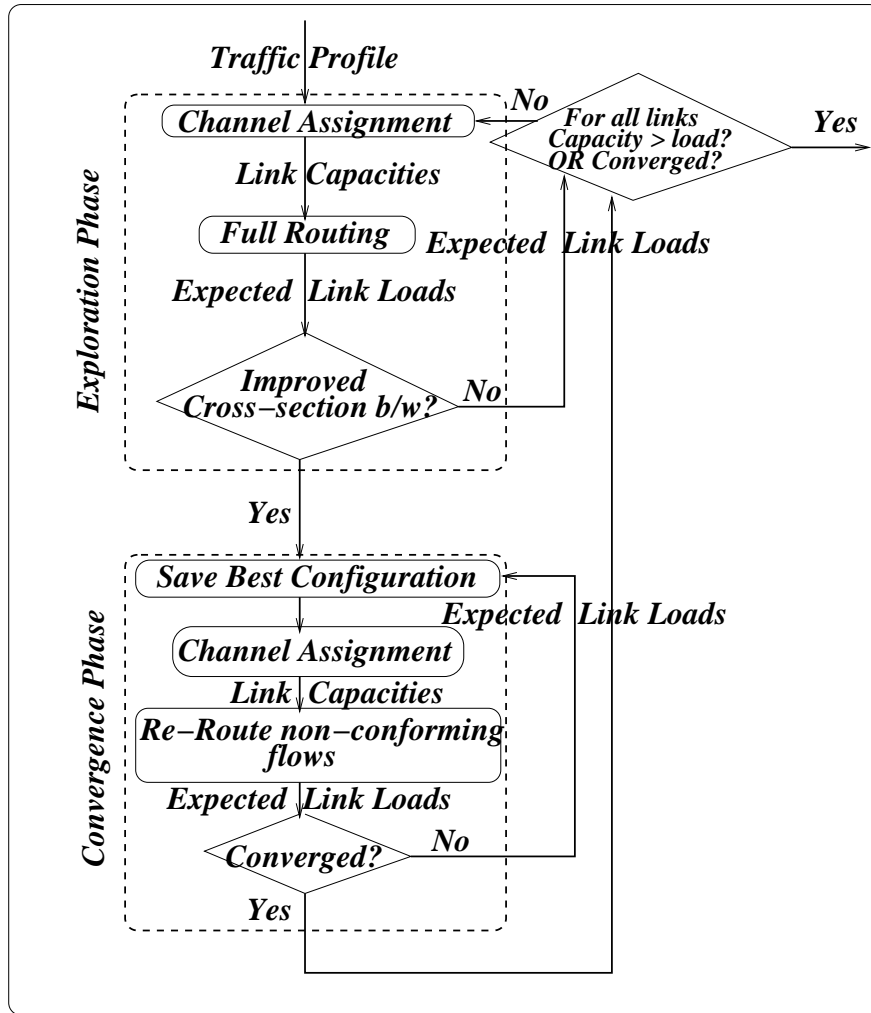 Traffic Profile
No
For all links
Capacity > load?
OR Converged?
Yes
Channel Assignment
Link Capacities
Full Routing
Expected Link Loads
Expected Link Loads
Improved
Cross-section b/w?
No
Exploration Phase
Yes
Save Best Configuration
Expected Link Loads
Channel Assignment
Link Capacities
Re-Route non-conforming
flows
Expected Link Loads
Converged?
No
Yes
Convergence Phase